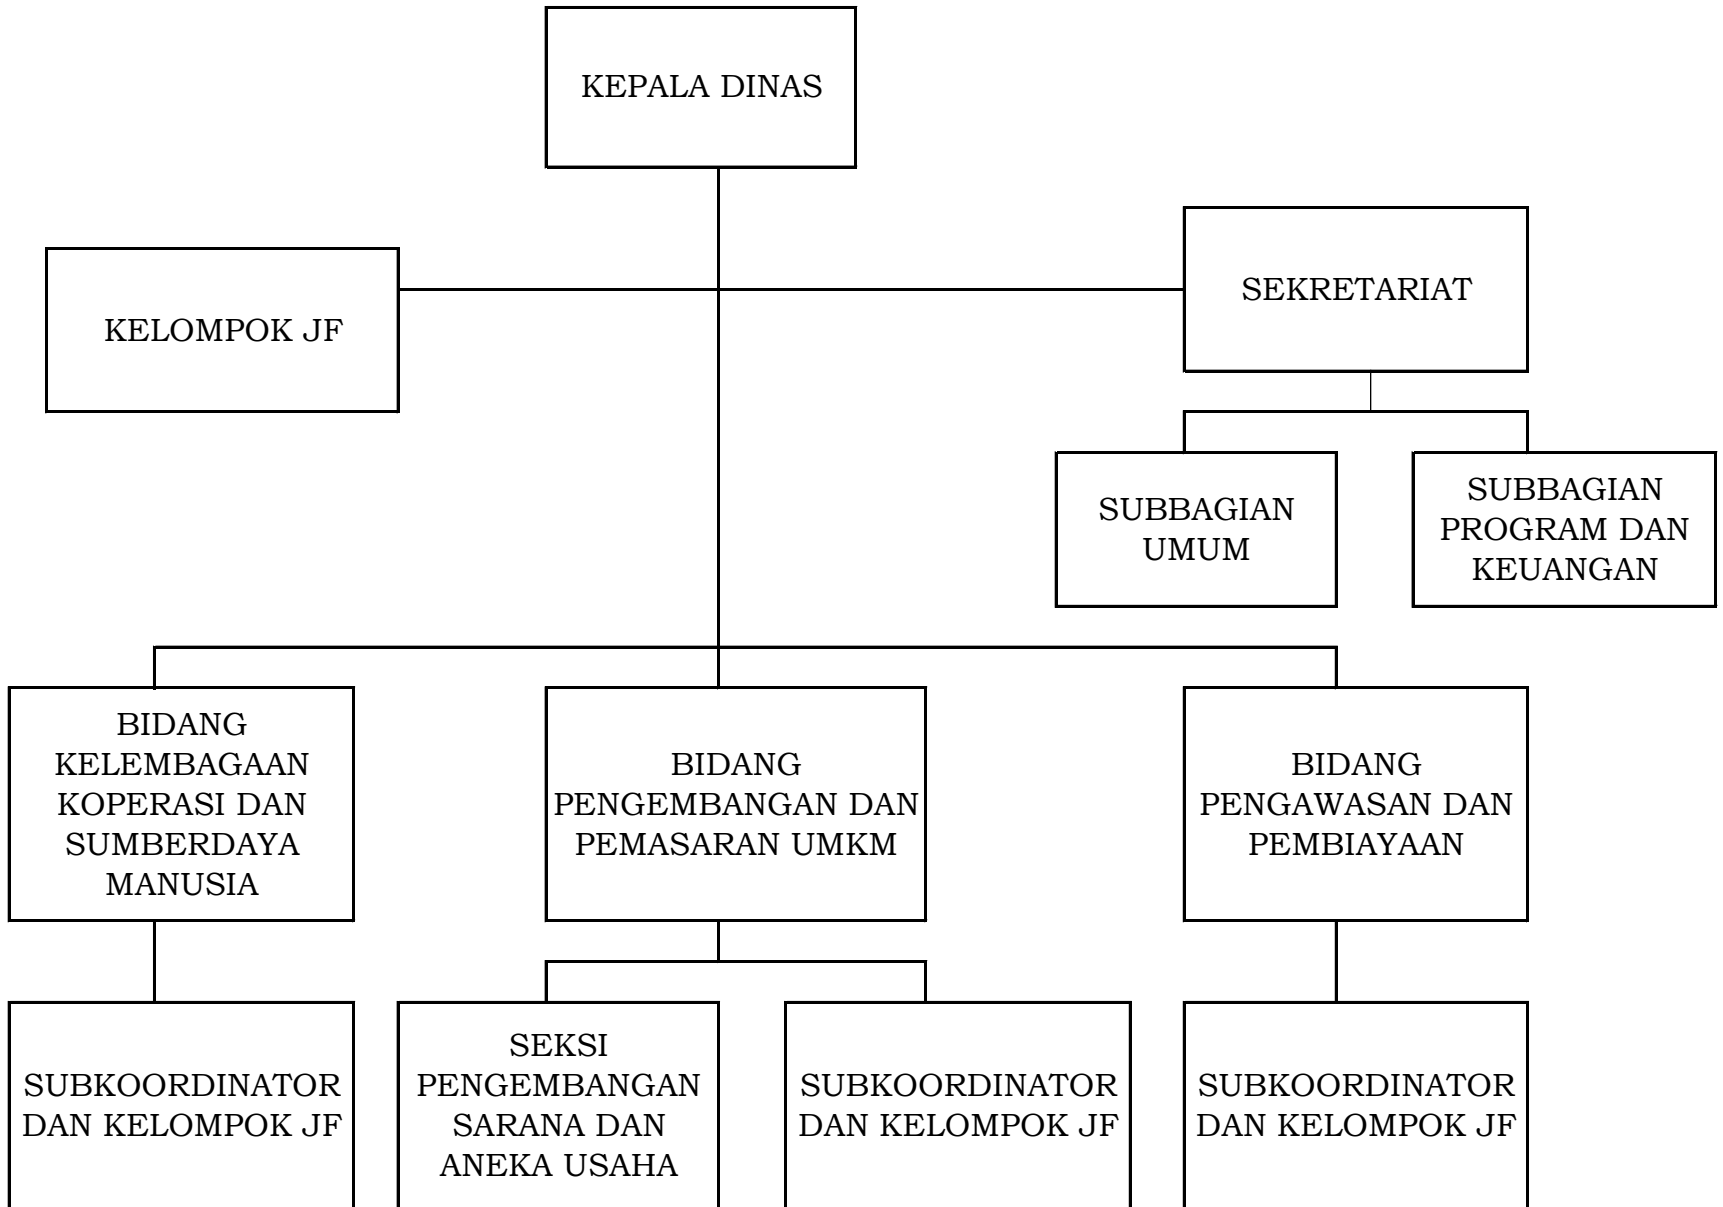 KEPALA DINAS
KELOMPOK JF
SEKRETARIAT
SUBBAGIAN
UMUM
SUBBAGIAN
PROGRAM DAN
KEUANGAN
BIDANG
KELEMBAGAAN
KOPERASI DAN
SUMBERDAYA
MANUSIA
BIDANG
PENGEMBANGAN DAN
PEMASARAN UMKM
BIDANG
PENGAWASAN DAN
PEMBIAYAAN
SUBKOORDINATOR
DAN KELOMPOK JF
SEKSI
PENGEMBANGAN
SARANA DAN
ANEKA USAHA
SUBKOORDINATOR
DAN KELOMPOK JF
SUBKOORDINATOR
DAN KELOMPOK JF